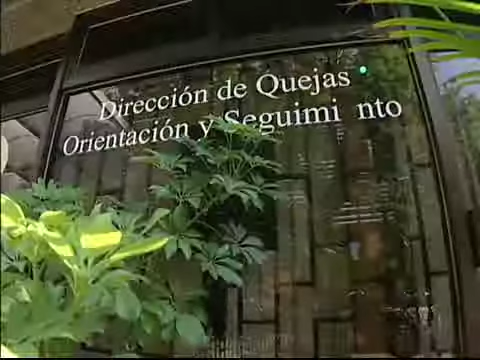 Dirección de Quejas
Orientación y Seguimi nto